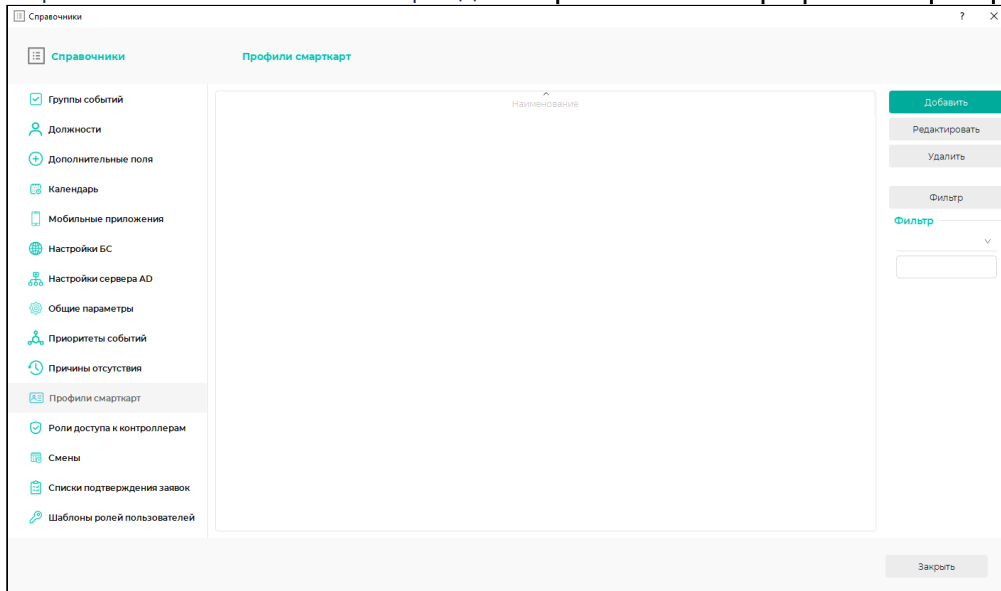 Справочники
? ×
Справочники
Профили смарткарт
Группы событий
Должности
Дополнительные поля
Календарь
Мобильные приложения
Настройки БС
Настройки сервера AD
Общие параметры
Приоритеты событий
Причины отсутствия
Профили смарткарт
Роли доступа к контроллерам
Смены
Списки подтверждения заявок
Шаблоны ролей пользователей
Наименование
Добавить
Редактировать
Удалить
Фильтр
Фильтр
Закрыть